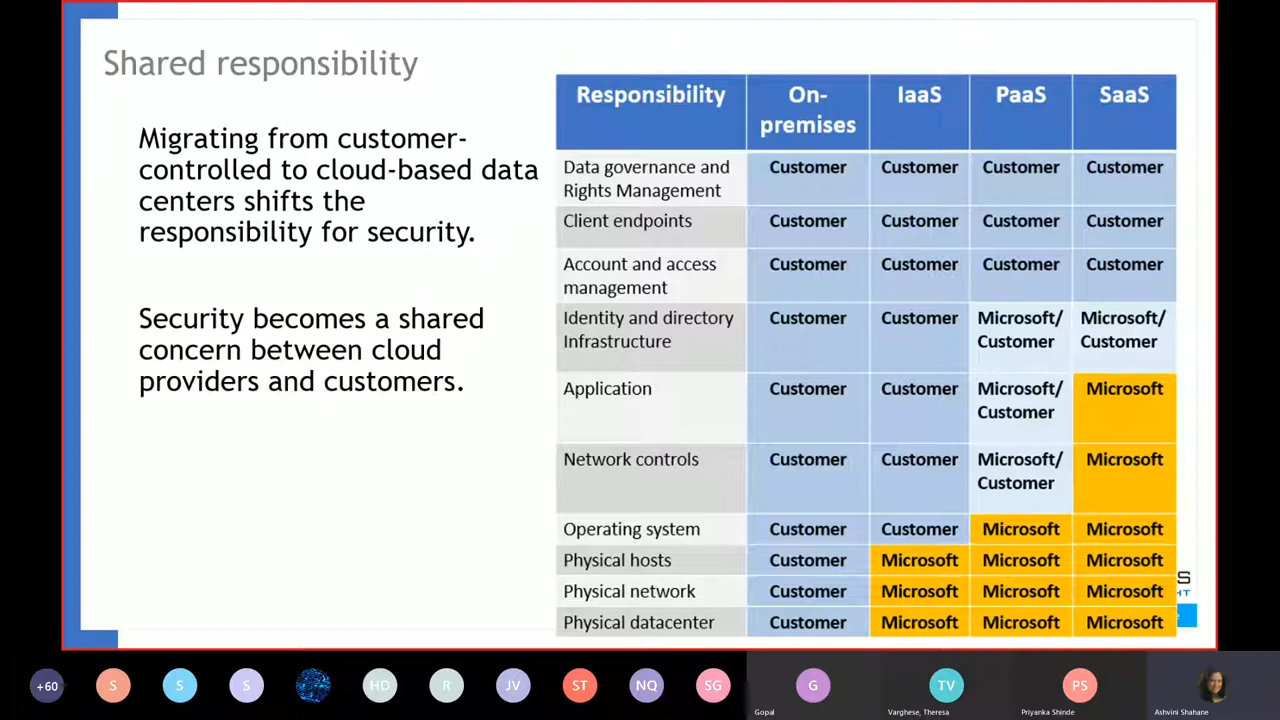 Shared responsibility
Migrating from customer-
controlled to cloud-based data
centers shifts the
responsibility for security.
Security becomes a shared
concern between cloud
providers and customers.
Responsibility On- IaaS PaaS SaaS
premises
Data governance and Customer Customer Customer Customer
Rights Management
Client endpoints Customer Customer Customer Customer
Account and access Customer Customer Customer Customer
management
Identity and directory Customer Customer Microsoft/ Microsoft/
Infrastructure Customer Customer
Application Customer Customer Microsoft/ Microsoft
Customer
Network controls Customer Customer Microsoft/ Microsoft
Customer
Operating system Customer Customer Microsoft Microsoft
Physical hosts Customer Microsoft Microsoft Microsoft
Physical network Customer Microsoft Microsoft Microsoft
Physical datacenter Customer Microsoft Microsoft Microsoft
S
HT
+60 S S S HD R JV ST NQ SG G TV PS
Gopal Varghese, Theresa Priyanka Shinde Ashvini Shahane